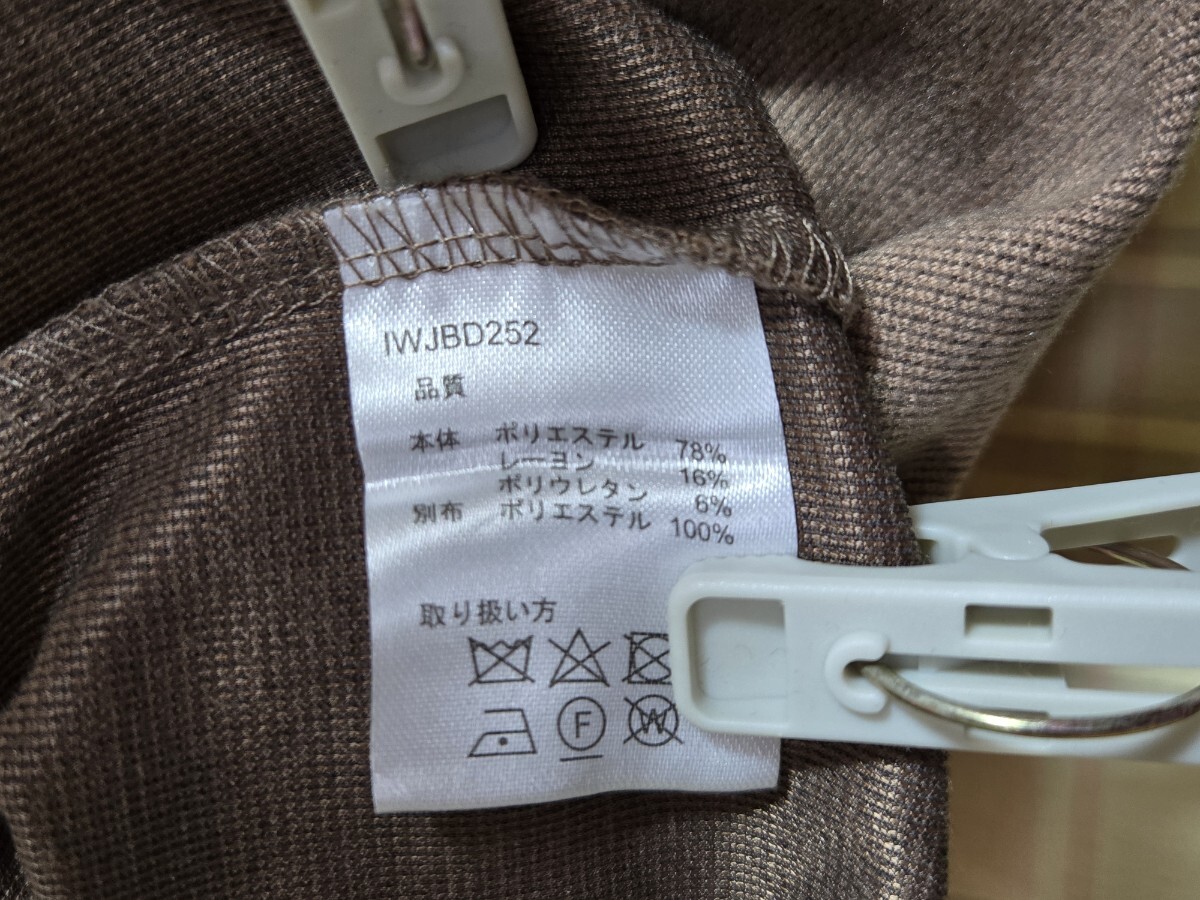 IWJBD252
品質
本体 ポリエステル 78%
レーヨン 16%
ポリウレタン 6%
別布 ポリエステル 100%
取り扱い方
F W